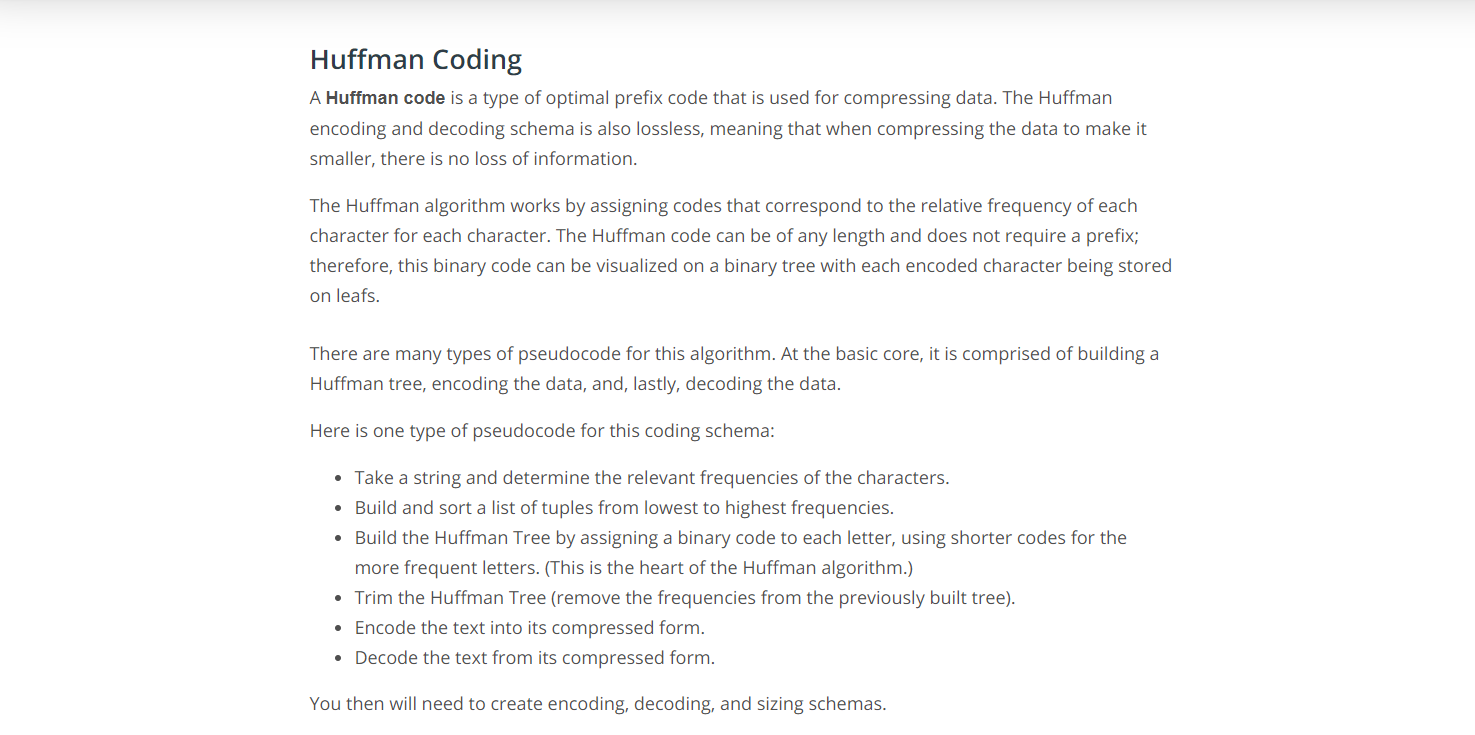 Huffman Coding
A Huffman code is a type of optimal prefix code that is used for compressing data. The Huffman
encoding and decoding schema is also lossless, meaning that when compressing the data to make it
smaller, there is no loss of information.
The Huffman algorithm works by assigning codes that correspond to the relative frequency of each
character for each character. The Huffman code can be of any length and does not require a prefix;
therefore, this binary code can be visualized on a binary tree with each encoded character being stored
on leafs.
There are many types of pseudocode for this algorithm. At the basic core, it is comprised of building a
Huffman tree, encoding the data, and, lastly, decoding the data.
Here is one type of pseudocode for this coding schema:
• Take a string and determine the relevant frequencies of the characters.
• Build and sort a list of tuples from lowest to highest frequencies.
• Build the Huffman Tree by assigning a binary code to each letter, using shorter codes for the
more frequent letters. (This is the heart of the Huffman algorithm.)
• Trim the Huffman Tree (remove the frequencies from the previously built tree).
• Encode the text into its compressed form.
• Decode the text from its compressed form.
You then will need to create encoding, decoding, and sizing schemas.